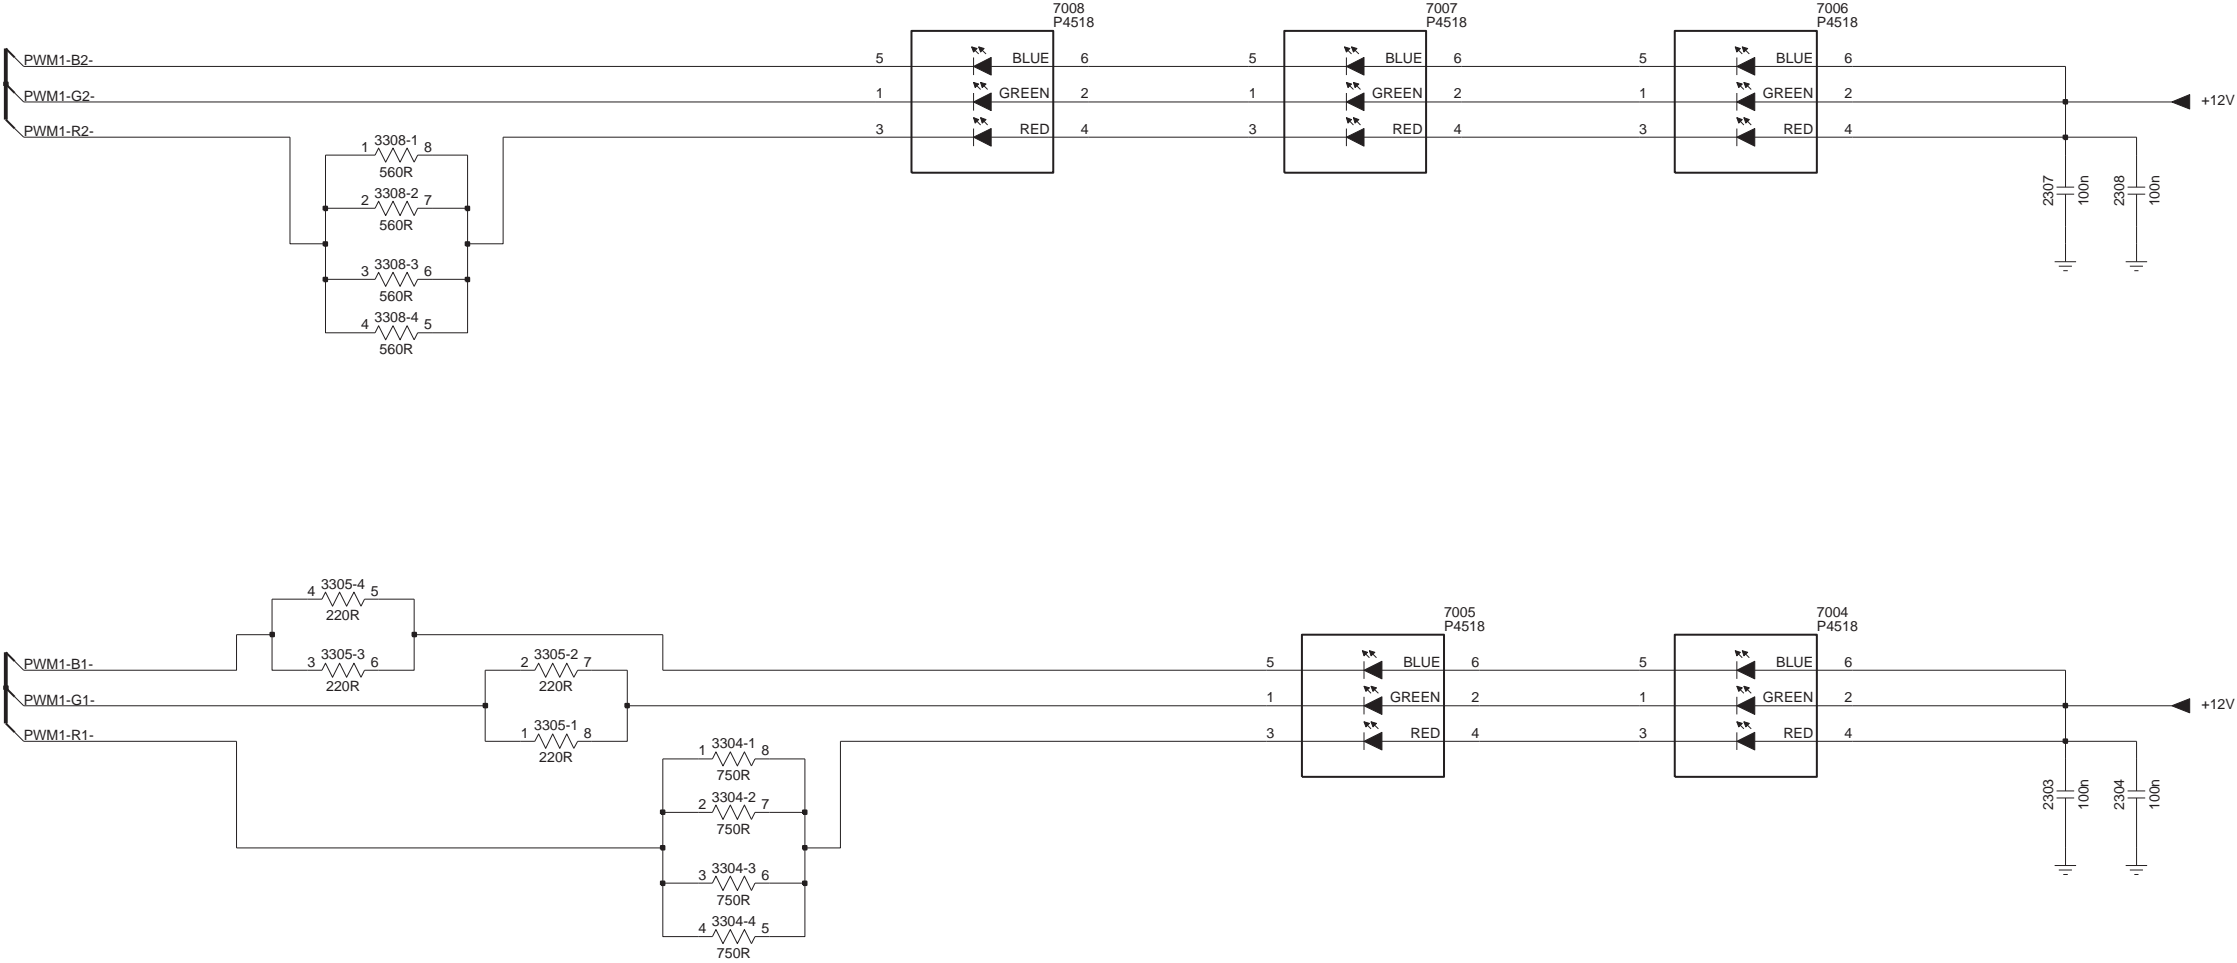 7008
P4518
7007
P4518
7006
P4518
PWM1-B2-
5
BLUE
6
5
BLUE
6
5
BLUE
6
PWM1-G2-
1
GREEN
2
1
GREEN
2
1
GREEN
2
+12V
PWM1-R2-
3
RED
4
3
RED
4
3
RED
4
1 3308-1 8
560R
2 3308-2 7
560R
3 3308-3 6
560R
4 3308-4 5
560R
2307
100n
2308
100n
4 3305-4 5
220R
3 3305-3 6
220R
2 3305-2 7
220R
1 3305-1 8
220R
7005
P4518
7004
P4518
PWM1-B1-
5
BLUE
6
5
BLUE
6
PWM1-G1-
1
GREEN
2
1
GREEN
2
+12V
PWM1-R1-
3
RED
4
3
RED
4
1 3304-1 8
750R
2 3304-2 7
750R
3 3304-3 6
750R
4 3304-4 5
750R
2303
100n
2304
100n